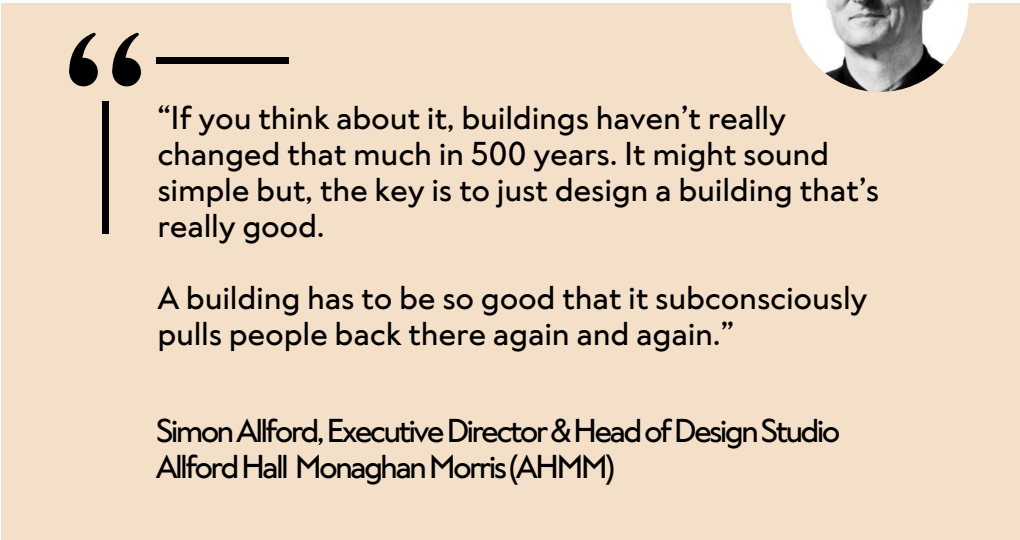 “If you think about it, buildings haven’t really
changed that much in 500 years. It might sound
simple but, the key is to just design a building that’s
really good.
A building has to be so good that it subconsciously
pulls people back there again and again.”
Simon Allford, Executive Director & Head of Design Studio
Allford Hall Monaghan Morris (AHMM)